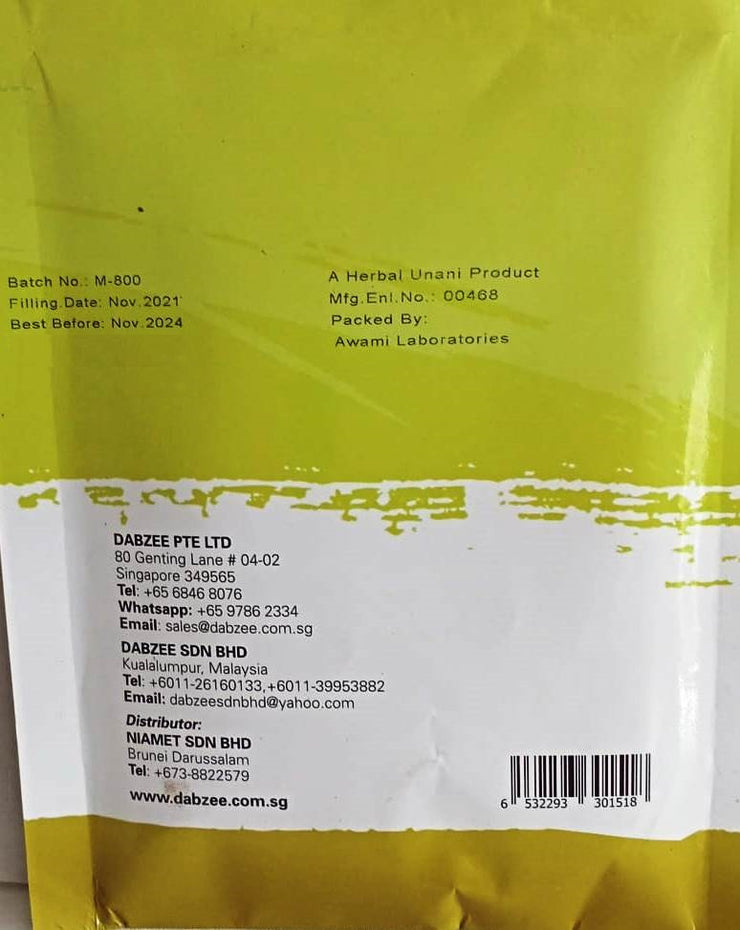 Batch No.: M-800
Filling.Date: Nov.2021
Best Before: Nov.2024
A Herbal Unani Product
Mfg.Enl.No.: 00468
Packed By:
Awami Laboratories
DABZEE PTE LTD
80 Genting Lane # 04-02
Singapore 349565
Tel: +65 6846 8076
Whatsapp: +65 9786 2334
Email: sales@dabzee.com.sg
DABZEE SDN BHD
Kualalumpur, Malaysia
Tel: +6011-26160133,+6011-39953882
Email: dabzeesdnbhd@yahoo.com
Distributor:
NIAMET SDN BHD
Brunei Darussalam
Tel: +673-8822579
www.dabzee.com.sg
6 532293 301518